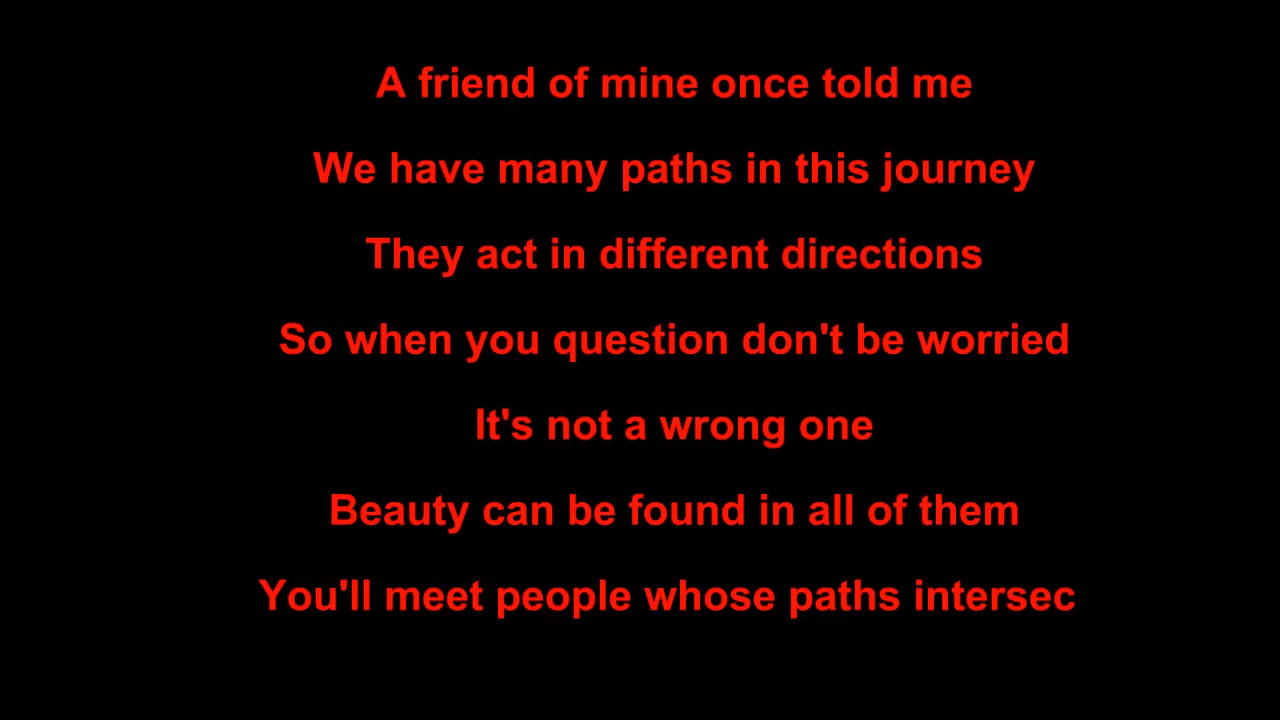 A friend of mine once told me
We have many paths in this journey
They act in different directions
So when you question don't be worried
It's not a wrong one
Beauty can be found in all of them
You'll meet people whose paths intersec